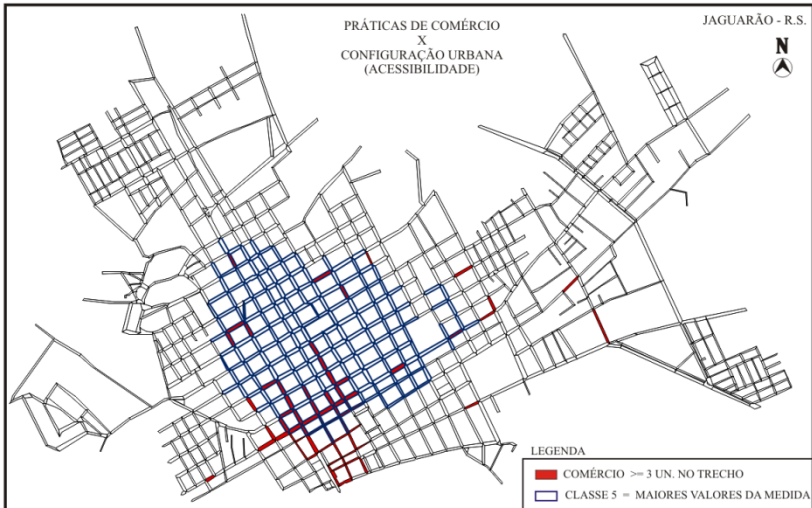 PRÁTICAS DE COMÉRCIO
X
CONFIGURAÇÃO URBANA
(ACESSIBILIDADE)
JAGUARÃO - R.S.
N
LEGENDA
COMÉRCIO >= 3 UN. NO TRECHO
CLASSE 5 = MAIORES VALORES DA MEDIDA